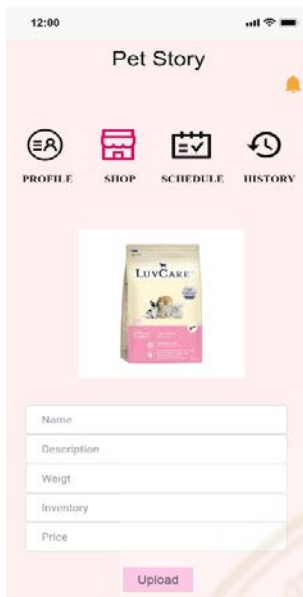 12:00
Pet Story
PROFILE SHOP SCHEDULE HISTORY
LUVCARE
Name
Description
Weigt
Inventory
Price
Upload